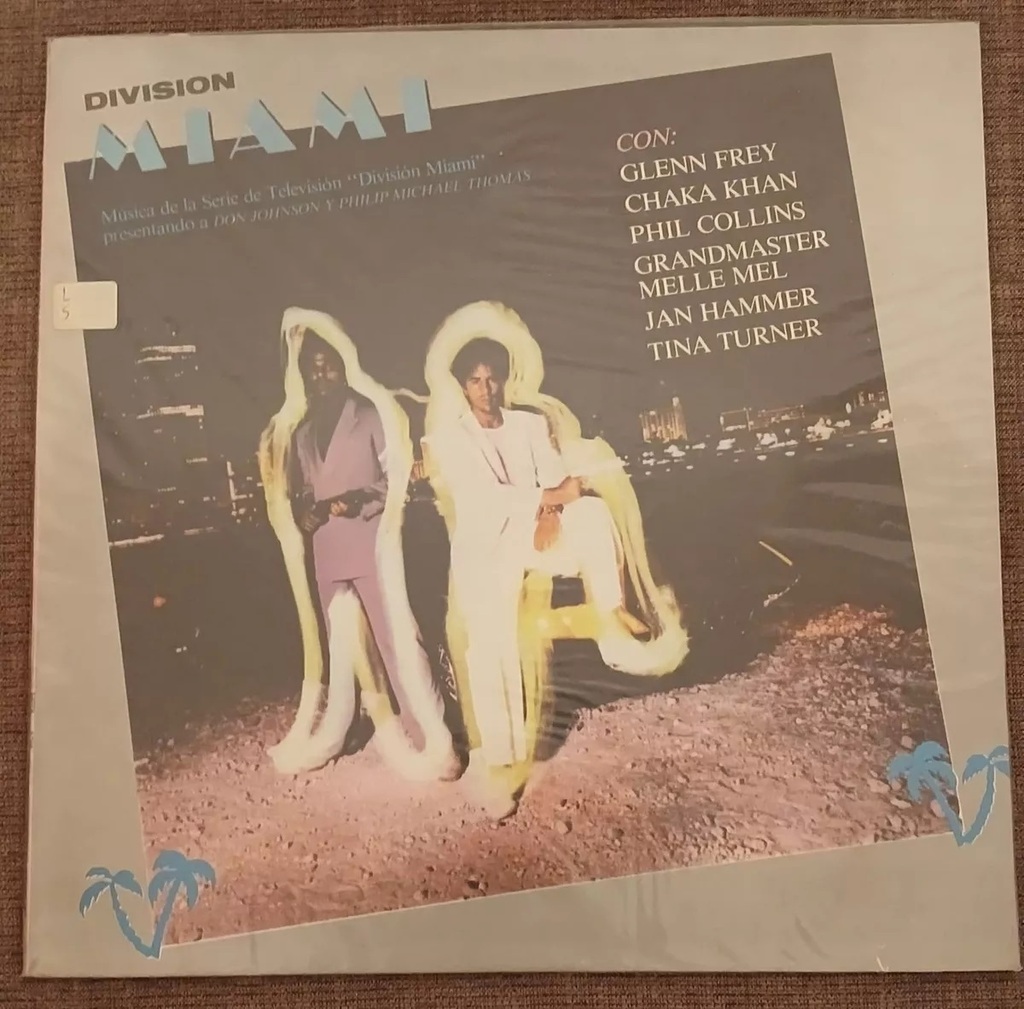 DIVISION
MIAMI
Música de la Serie de Televisión "División Miami"
presentando a DON JOHNSON Y PHILIP MICHAEL THOMAS
CON:
GLENN FREY
CHAKA KHAN
PHIL COLLINS
GRANDMASTER
MELLE MEL
JAN HAMMER
TINA TURNER
L
5